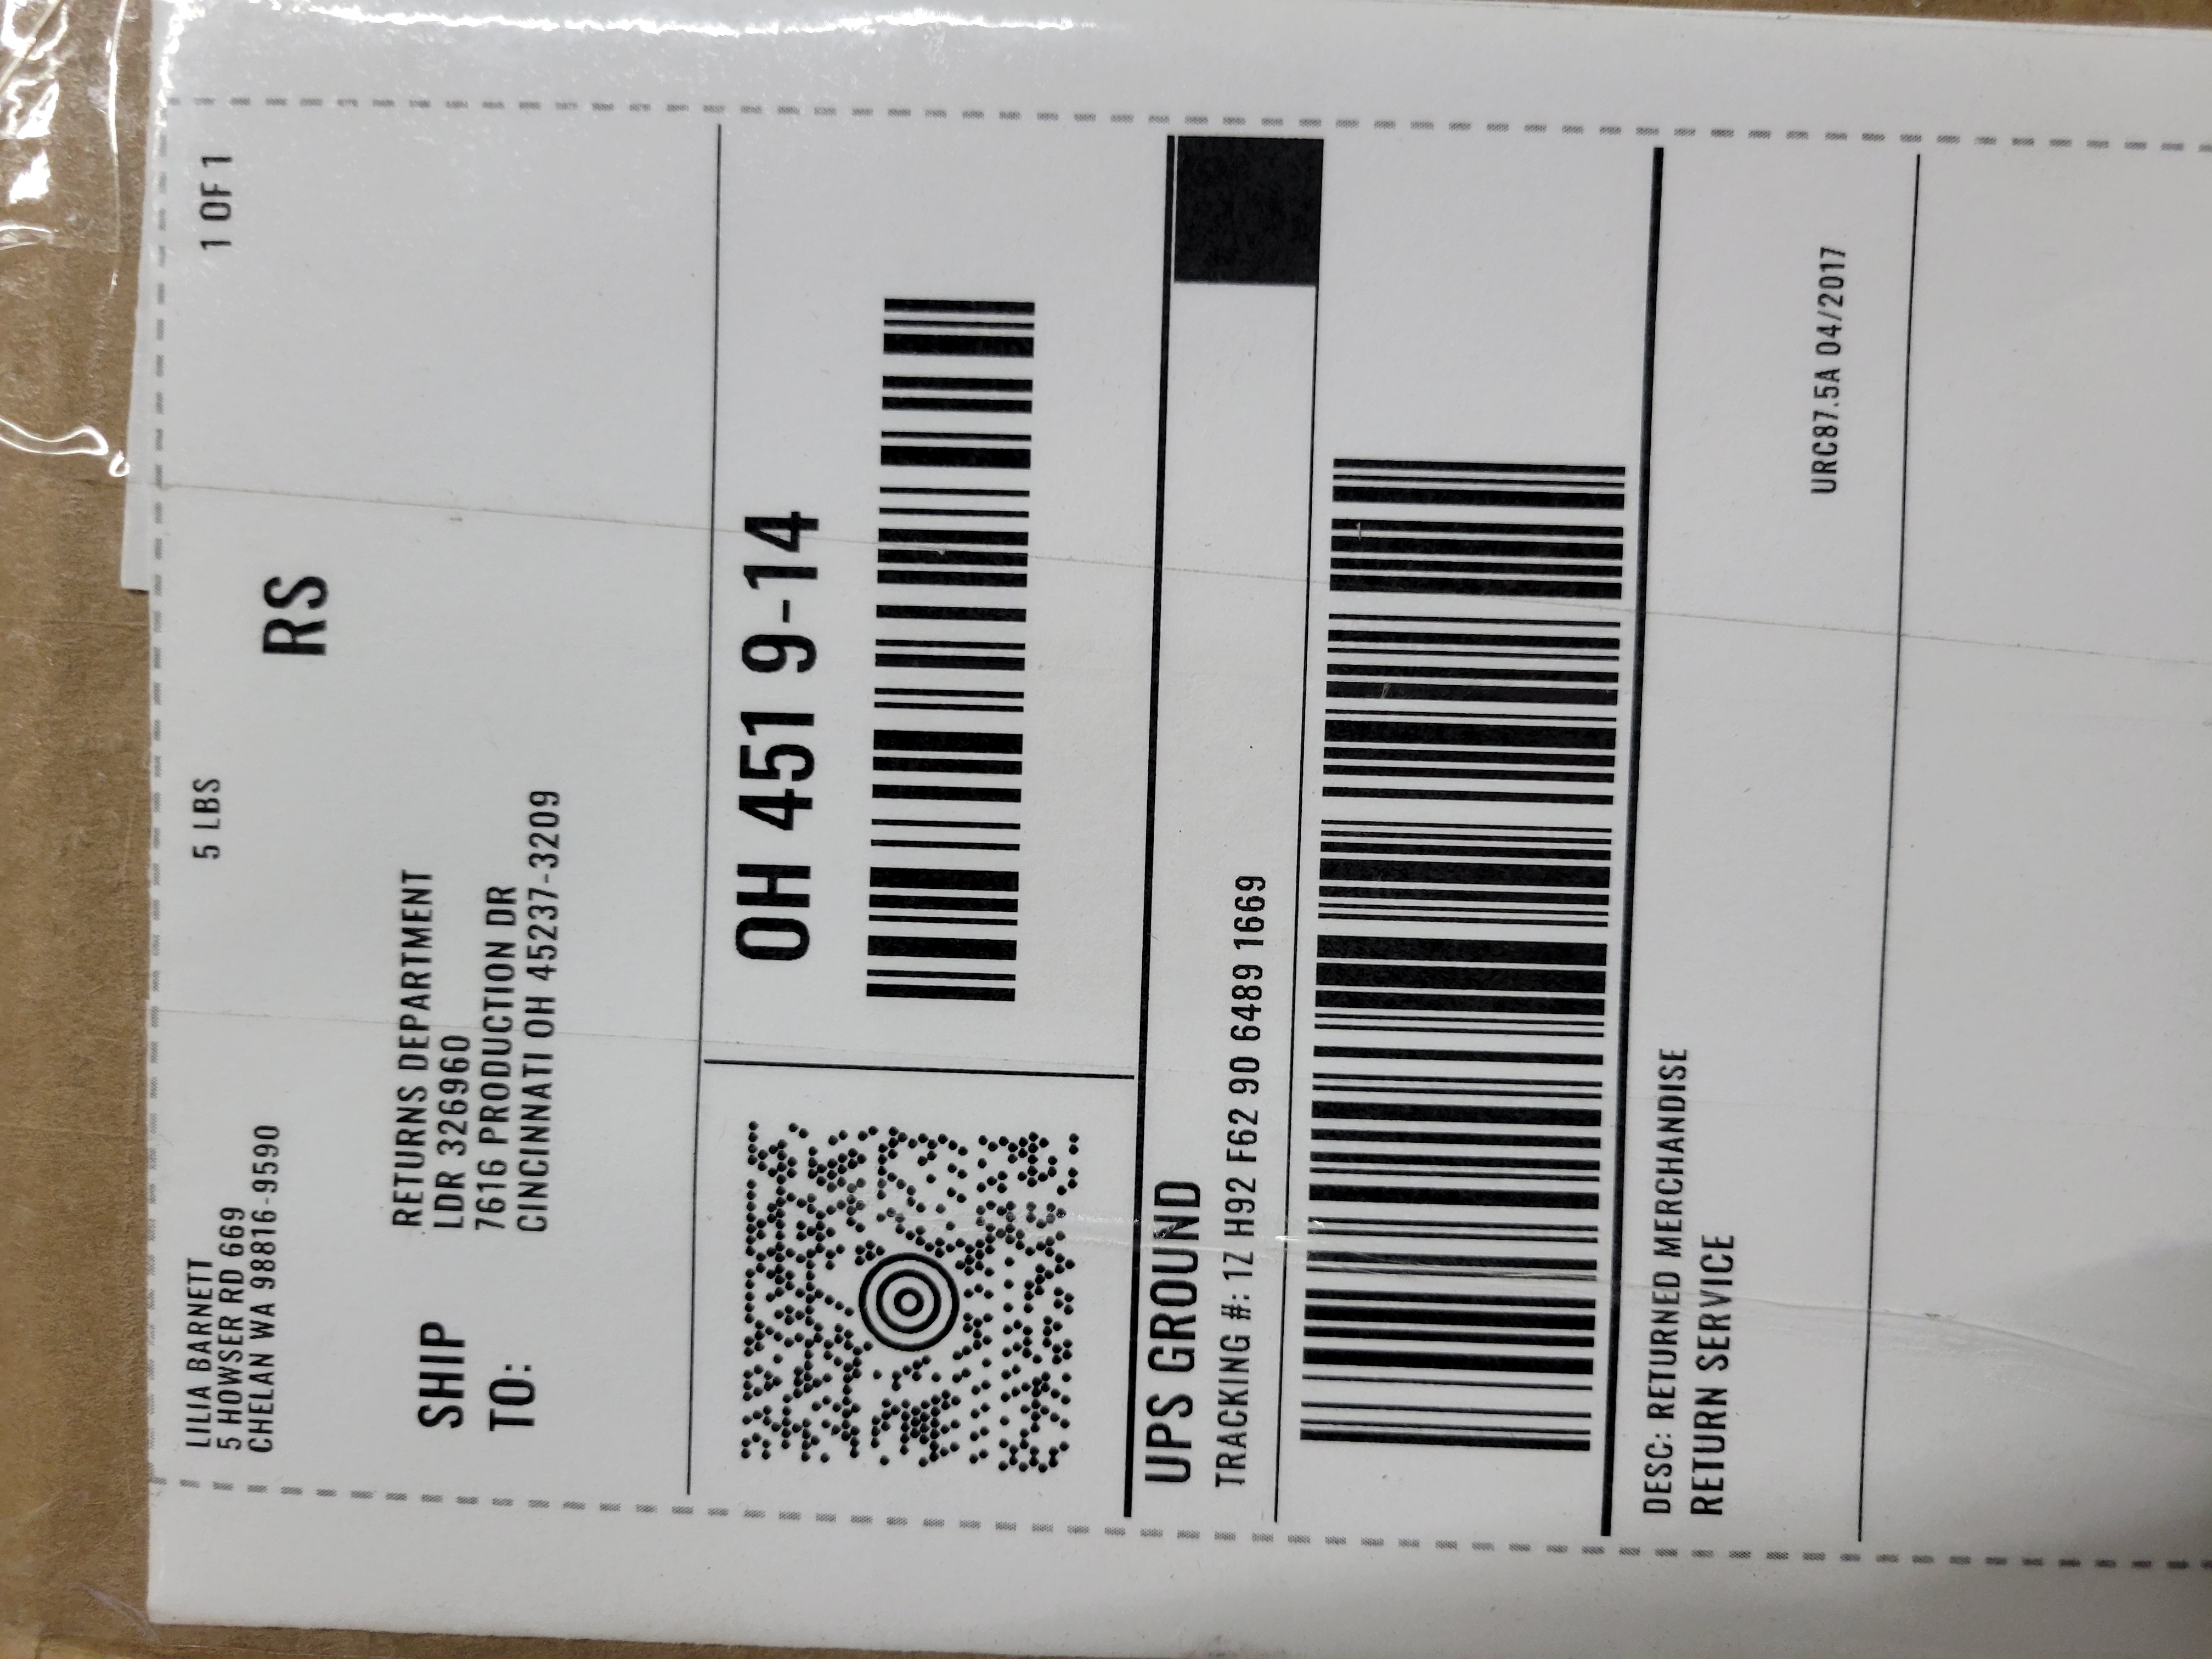 LILIA BARNETT
5 HOWSER RD 669
CHELAN WA 98816-9590
5 LBS
1 OF 1
RS
SHIP
TO:
RETURNS DEPARTMENT
LDR 326960
7616 PRODUCTION DR
CINCINNATI OH 45237-3209
OH 451 9-14
UPS GROUND
TRACKING #: 1Z H92 F62 90 6489 1669
DESC: RETURNED MERCHANDISE
RETURN SERVICE
URC87.5A 04/2017